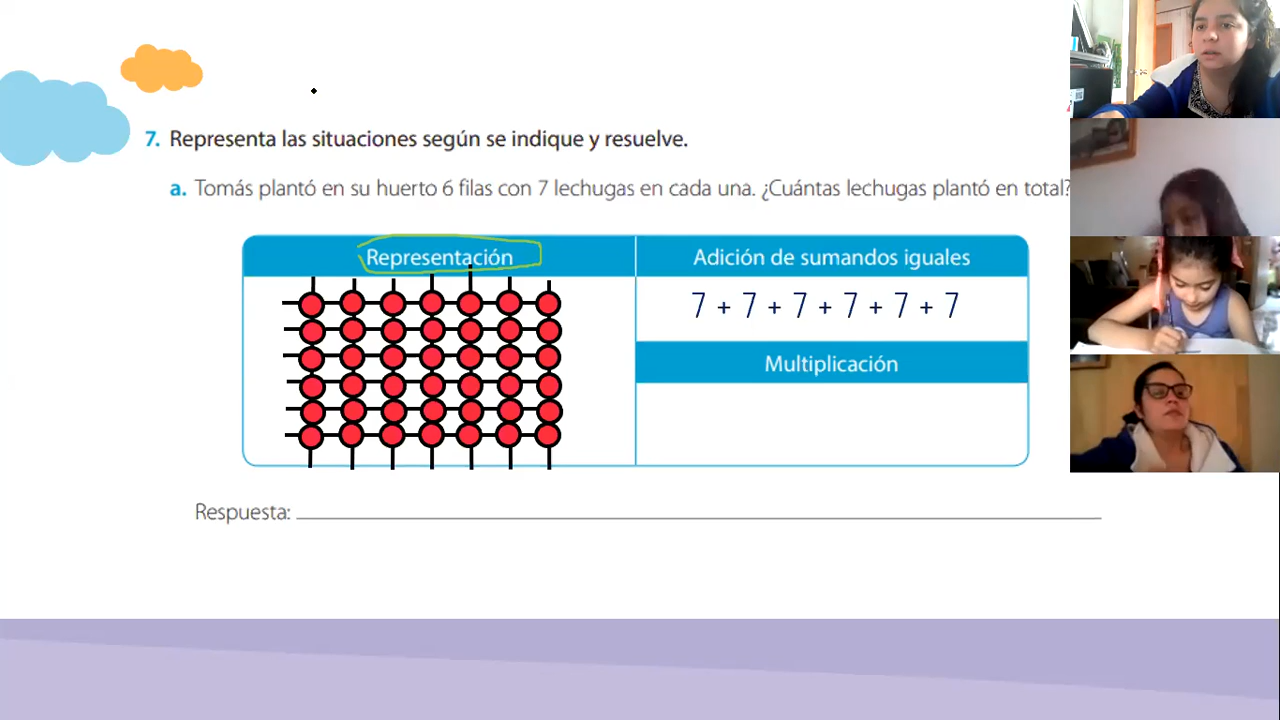 7. Representa las situaciones según se indique y resuelve.
a. Tomás plantó en su huerto 6 filas con 7 lechugas en cada una. ¿Cuántas lechugas plantó en total?
Representación
Adición de sumandos iguales
7 + 7 + 7 + 7 + 7 + 7
Multiplicación
Respuesta: